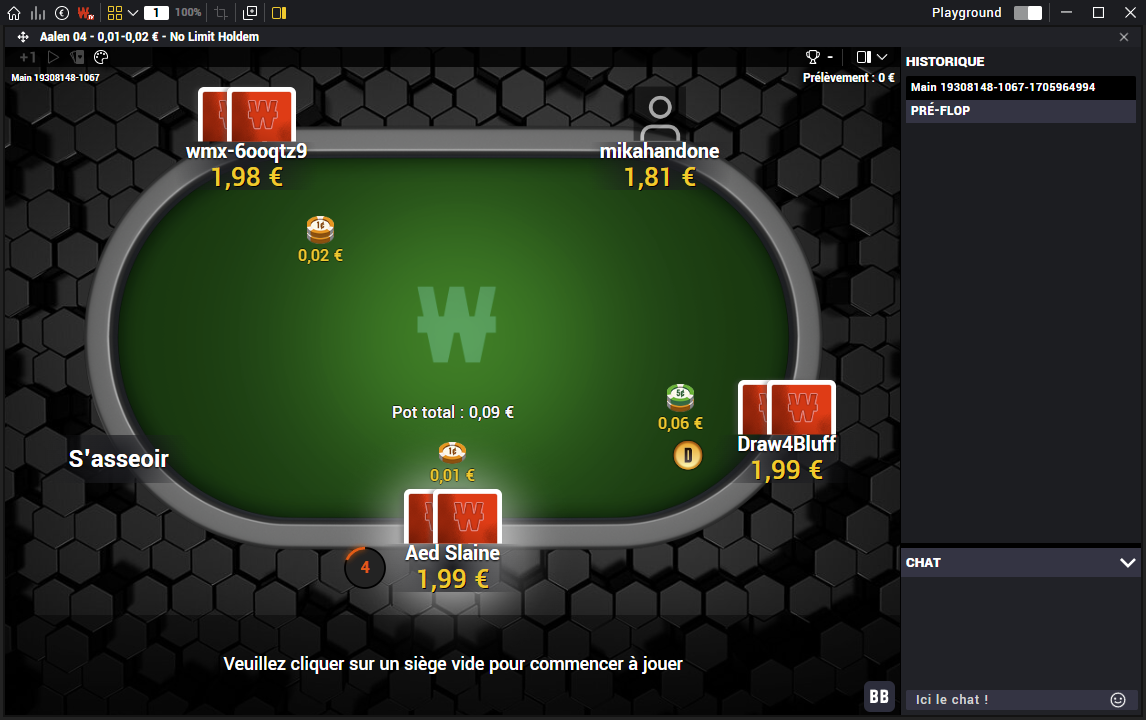 1 100% Playground
Aalen 04 - 0,01-0,02 € - No Limit Holdem
+1
-
Main 19308148-1067
Prélèvement : 0 €
wmx-6ooqtz9
1,98 €
mikahandone
1,81 €
1¢
0,02 €
W
Pot total : 0,09 €
5¢
0,06 €
D
Draw4Bluff
1,99 €
S'asseoir
1¢
0,01 €
Aed Slaine
1,99 €
4
Veuillez cliquer sur un siège vide pour commencer à jouer
BB
HISTORIQUE
Main 19308148-1067-1705964994
PRÉ-FLOP
CHAT
Ici le chat !